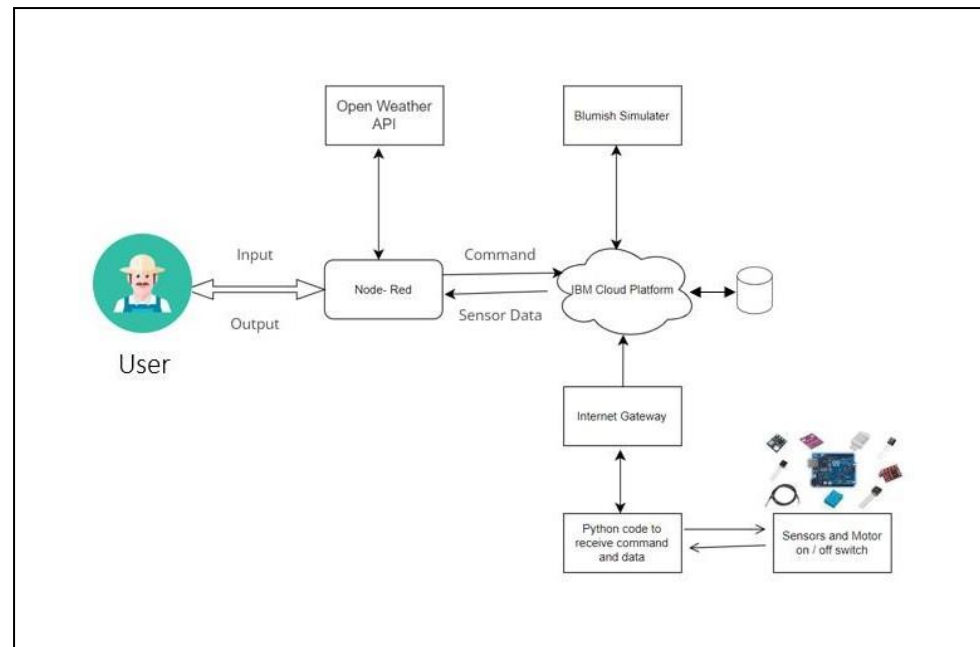 Open Weather
API
Blumish Simulater
Input
Command
Node- Red
IBM Cloud Platform
Output
Sensor Data
User
Internet Gateway
Python code to
receive command
and data
Sensors and Motor
on / off switch